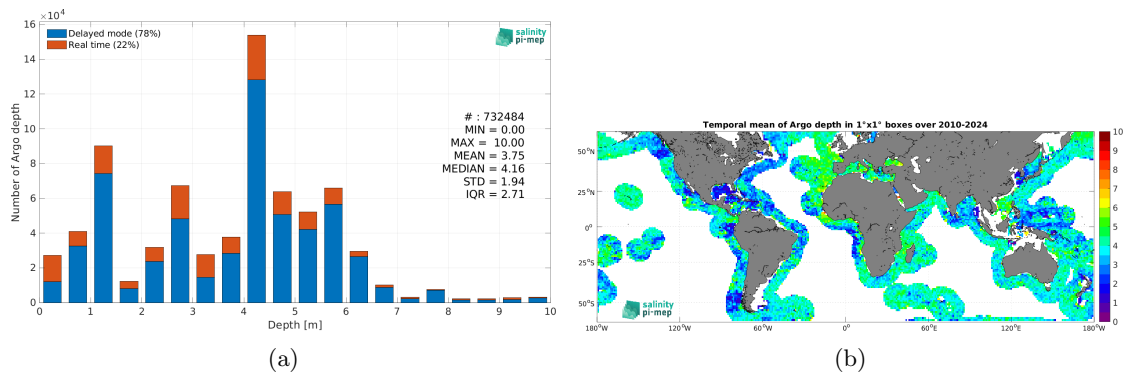 ×10⁴
16
14
12
10
8
6
4
2
0
Number of Argo depth
Delayed mode (78%)
Real time (22%)
salinity
pi-mep
# : 732484
MIN = 0.00
MAX = 10.00
MEAN = 3.75
MEDIAN = 4.16
STD = 1.94
IQR = 2.71
0 1 2 3 4 5 6 7 8 9 10
Depth [m]
(a)
Temporal mean of Argo depth in 1°x1° boxes over 2010-2024
50°N
25°N
0°
25°S
50°S
180°W 120°W 60°W 0° 60°E 120°E 180°W
salinity
pi-mep
10
9
8
7
6
5
4
3
2
1
0
(b)